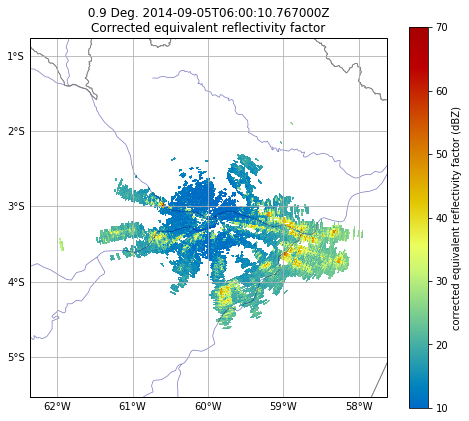 0.9 Deg. 2014-09-05T06:00:10.767000Z
Corrected equivalent reflectivity factor
1°S
2°S
3°S
4°S
5°S
62°W
61°W
60°W
59°W
58°W
70
60
50
40
30
20
10
corrected equivalent reflectivity factor (dBZ)